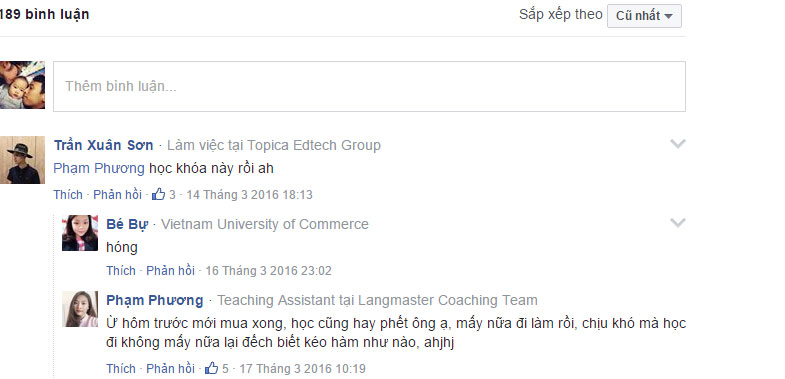 189 bình luận
Sắp xếp theo Cũ nhất
Thêm bình luận...
Trần Xuân Sơn · Làm việc tại Topica Edtech Group
Phạm Phương học khóa này rồi ah
Thích · Phản hồi · 3 · 14 Tháng 3 2016 18:13
Bé Bự · Vietnam University of Commerce
hóng
Thích · Phản hồi · 16 Tháng 3 2016 23:02
Phạm Phương · Teaching Assistant tại Langmaster Coaching Team
Ừ hôm trước mới mua xong, học cũng hay phết ông ạ, mấy nữa đi làm rồi, chịu khó mà học
đi không mấy nữa lại đếch biết kéo hàm như nào, ahjhj
Thích · Phản hồi · 5 · 17 Tháng 3 2016 10:19